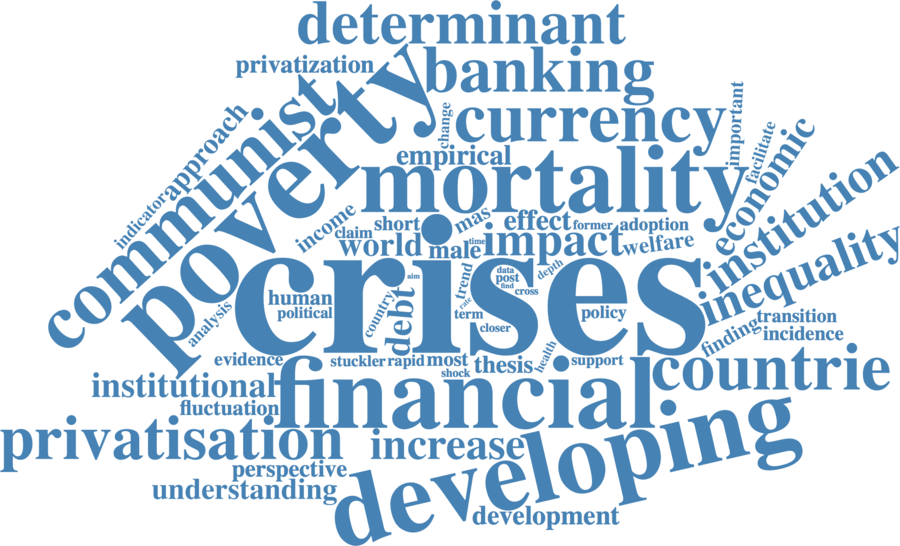 determinant
privatization
banking
communist
poverty
currency
change
important
approach
indicator
empirical
mortality
facilitate
economic
institution
inequality
income
claim
short
mas
effect
former
adoption
world
male
time
impact
welfare
crises
human
political
analysis
country
debt
aim
trend
rate
term
data
post
find
cross
depth
closer
policy
transition
finding
incidence
evidence
stuckler
rapid
most
shock
thesis
health
support
institutional
fluctuation
financial
countrie
privatisation
increase
developing
perspective
understanding
development